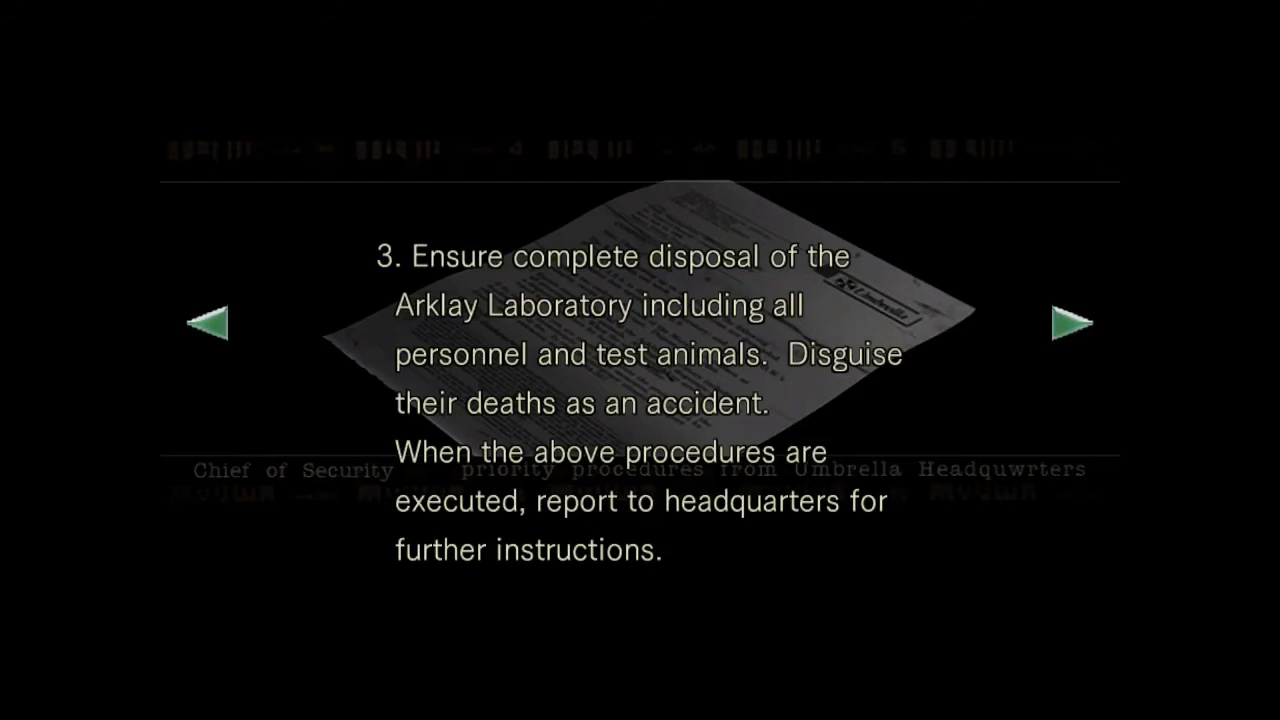 3. Ensure complete disposal of the
Arklay Laboratory including all
personnel and test animals.  Disguise
their deaths as an accident.
When the above procedures are
executed, report to headquarters for
further instructions.
Umbrella
Chief of Security priority procedures from Umbrella Headquwrters